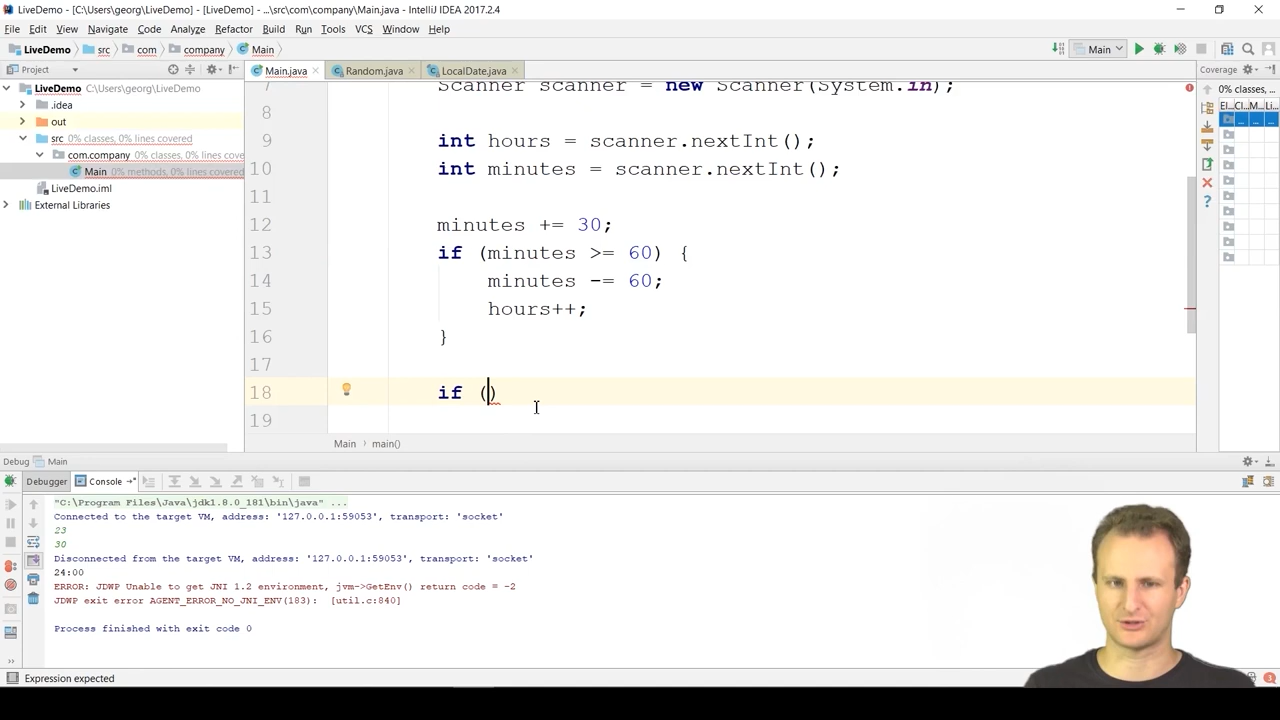 LiveDemo - [C:\Users\georg\LiveDemo] - [LiveDemo] - ...\src\com\company\Main.java - IntelliJ IDEA 2017.2.4
File Edit View Navigate Code Analyze Refactor Build Run Tools VCS Window Help
LiveDemo src com company Main
Main
Project
Main.java Random.java LocalDate.java
Coverage
LiveDemo C:\Users\georg\LiveDemo
.idea
out
src 0% classes, 0% lines covered
com.company 0% classes, 0% lines cove
Main 0% methods, 0% lines covered
LiveDemo.iml
External Libraries
0% classes, ...
El... Cl... M... Li...
7 Scanner scanner = new Scanner(System.in);
8
9 int hours = scanner.nextInt();
10 int minutes = scanner.nextInt();
11
12 minutes += 30;
13 if (minutes >= 60) {
14 minutes -= 60;
15 hours++;
16 }
17
18 if ()
19
Main main()
Debug Main
Debugger Console
"C:\Program Files\Java\jdk1.8.0_181\bin\java" ...
Connected to the target VM, address: '127.0.0.1:59053', transport: 'socket'
23
30
Disconnected from the target VM, address: '127.0.0.1:59053', transport: 'socket'
24:00
ERROR: JDWP Unable to get JNI 1.2 environment, jvm->GetEnv() return code = -2
JDWP exit error AGENT_ERROR_NO_JNI_ENV(183): [util.c:840]
Process finished with exit code 0
Expression expected
3